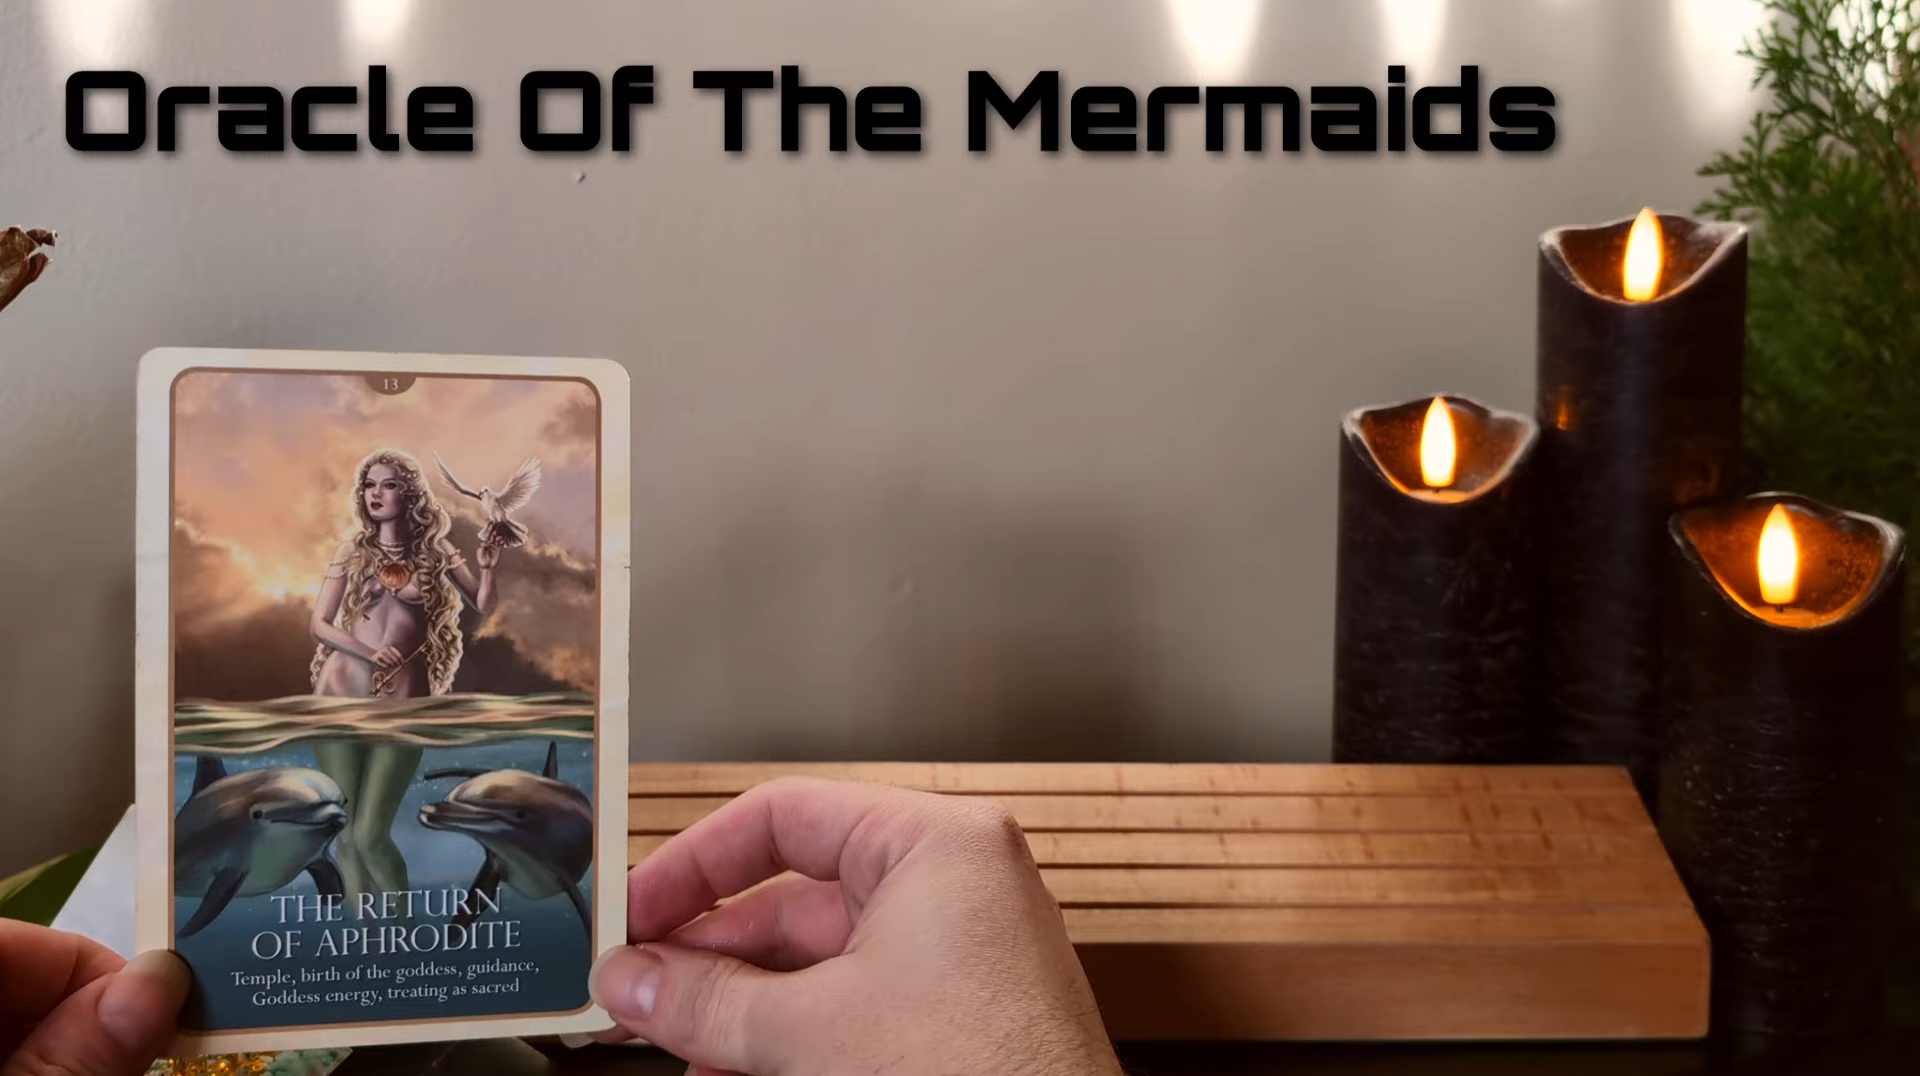 Oracle Of The Mermaids
13
THE RETURN
OF APHRODITE
Temple, birth of the goddess, guidance,
Goddess energy, treating as sacred